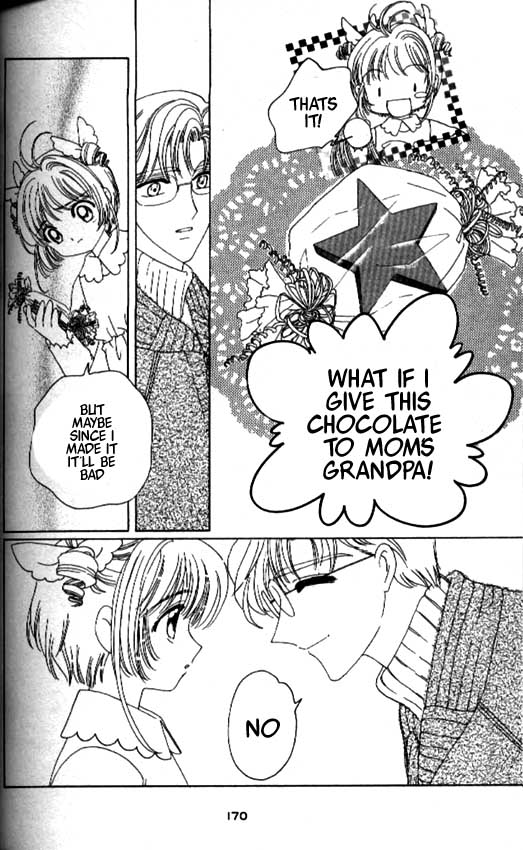 THATS
IT!
WHAT IF I
GIVE THIS
CHOCOLATE
TO MOMS
GRANDPA!
BUT
MAYBE
SINCE I
MADE IT
IT'LL BE
BAD
NO
170